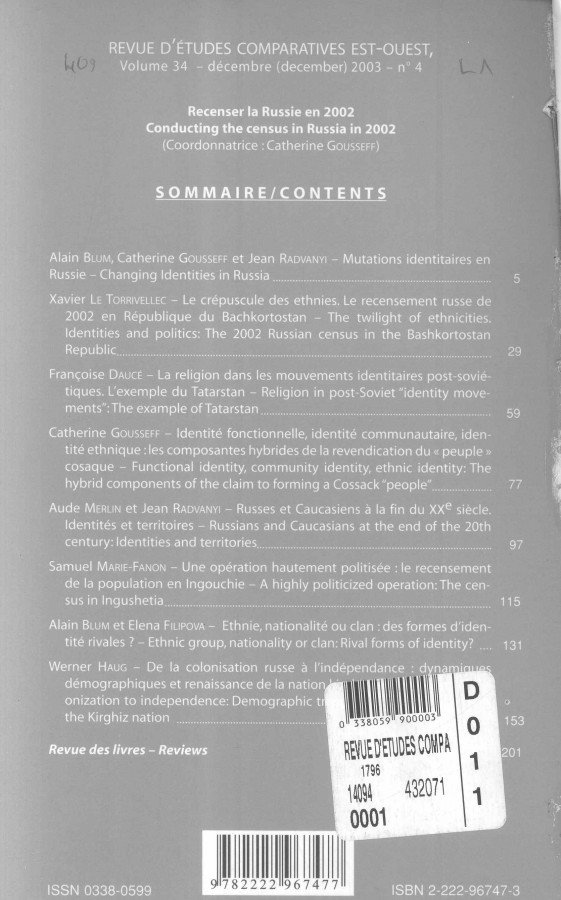 REVUE D'ÉTUDES COMPARATIVES EST-OUEST,
Volume 34 – décembre (december) 2003 – n° 4
409
LA
Recenser la Russie en 2002
Conducting the census in Russia in 2002
(Coordonnatrice : Catherine GOUSSEFF)
SOMMAIRE/CONTENTS
Alain BLUM, Catherine GOUSSEFF et Jean RADVANYI – Mutations identitaires en
Russie – Changing Identities in Russia 5
Xavier LE TORRIVELLEC – Le crépuscule des ethnies. Le recensement russe de
2002 en République du Bachkortostan – The twilight of ethnicities.
Identities and politics: The 2002 Russian census in the Bashkortostan
Republic 29
Françoise DAUCÉ – La religion dans les mouvements identitaires post-sovié-
tiques. L'exemple du Tatarstan – Religion in post-Soviet "identity move-
ments": The example of Tatarstan 59
Catherine GOUSSEFF – Identité fonctionnelle, identité communautaire, iden-
tité ethnique : les composantes hybrides de la revendication du « peuple »
cosaque – Functional identity, community identity, ethnic identity: The
hybrid components of the claim to forming a Cossack "people" 77
Aude MERLIN et Jean RADVANYI – Russes et Caucasiens à la fin du XXe siècle.
Identités et territoires – Russians and Caucasians at the end of the 20th
century: Identities and territories 97
Samuel MARIE-FANON – Une opération hautement politisée : le recensement
de la population en Ingouchie – A highly politicized operation: The cen-
sus in Ingushetia 115
Alain BLUM et Elena FILIPOVA – Ethnie, nationalité ou clan : des formes d'iden-
tité rivales ? – Ethnic group, nationality or clan: Rival forms of identity? .... 131
Werner HAUG – De la colonisation russe à l'indépendance : dynamiques
démographiques et renaissance de la nation
onization to independence: Demographic
the Kirghiz nation 153
Revue des livres – Reviews 201
0 338059 900003
REVUE D'ETUDES COMPA
1796
14094 432071
0001
D011
9 782222 967477
ISSN 0338-0599
ISBN 2-222-96747-3